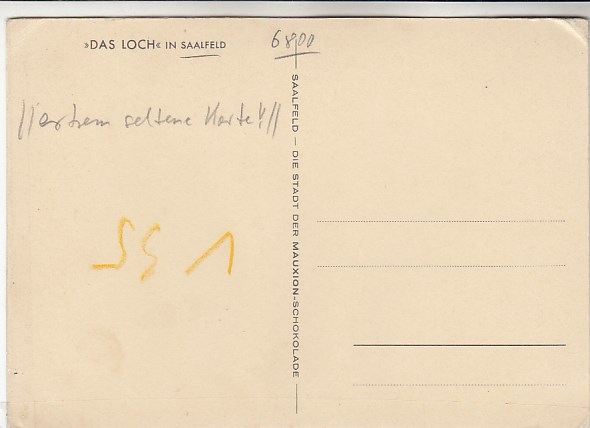 »DAS LOCH« IN SAALFELD
6800
!!extrem seltene Karte!!!
SAALFELD — DIE STADT DER MAUXION-SCHOKOLADE